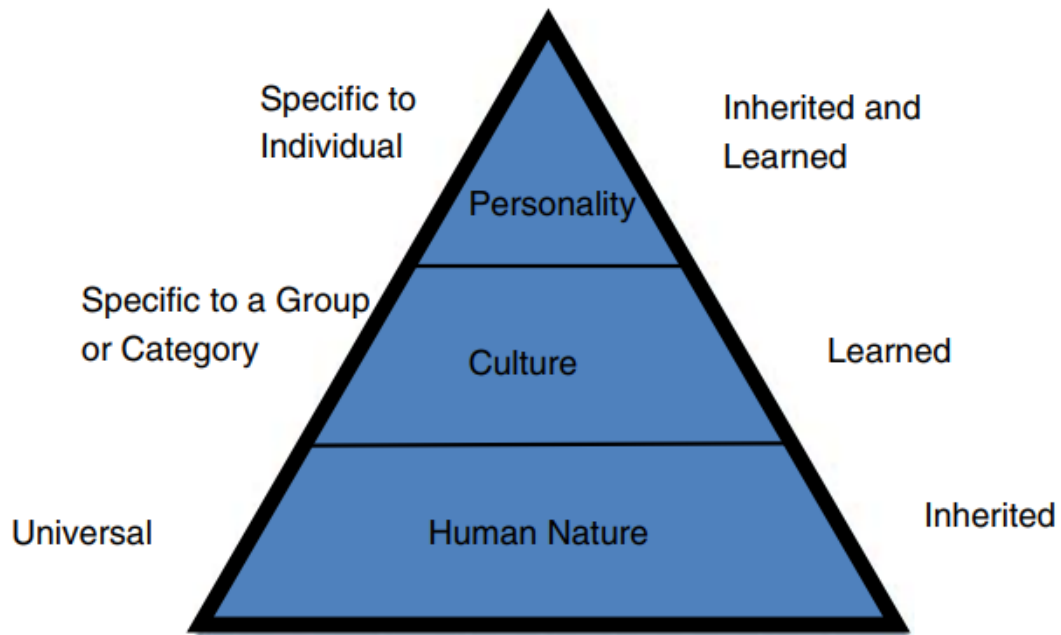 Specific to
Individual
Inherited and
Learned
Personality
Specific to a Group
or Category
Culture
Learned
Universal
Human Nature
Inherited